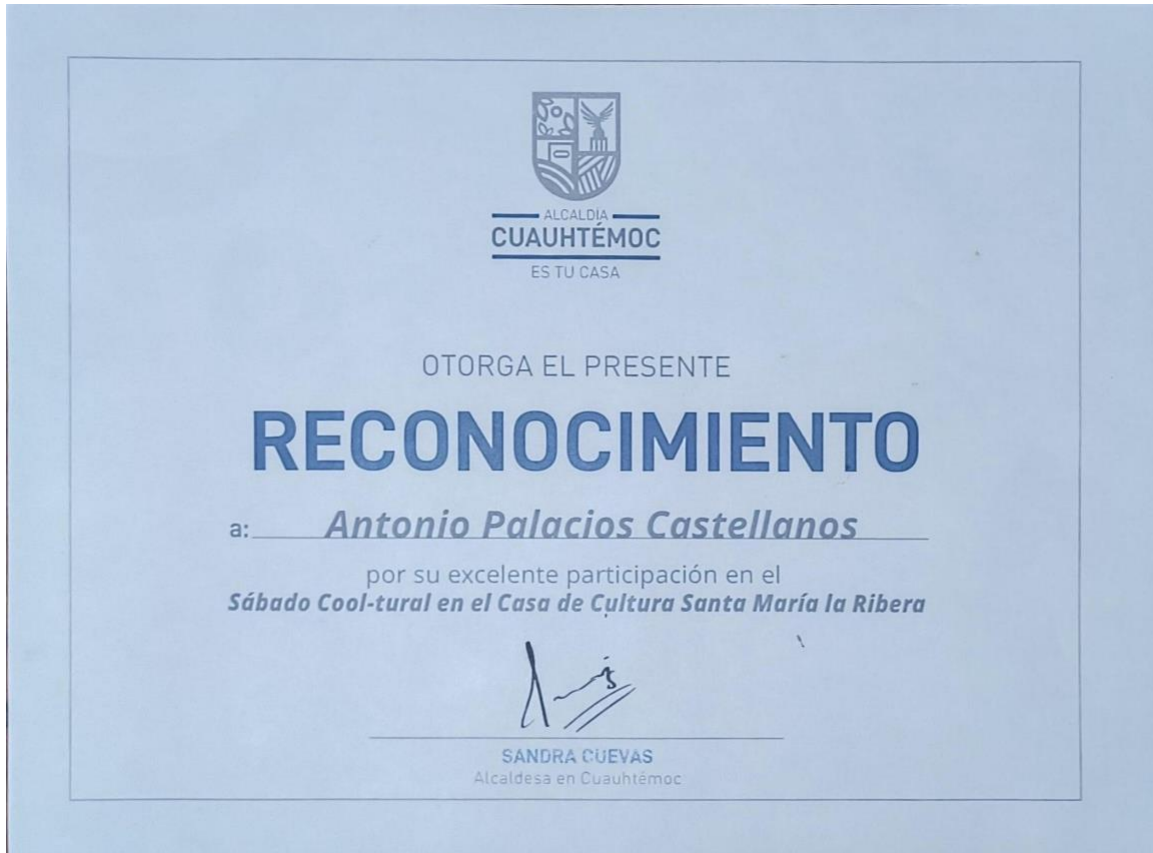 ALCALDÍA
CUAUHTÉMOC
ES TU CASA
OTORGA EL PRESENTE
RECONOCIMIENTO
a: Antonio Palacios Castellanos
por su excelente participación en el
Sábado Cool-tural en el Casa de Cultura Santa María la Ribera
SANDRA CUEVAS
Alcaldesa en Cuauhtémoc